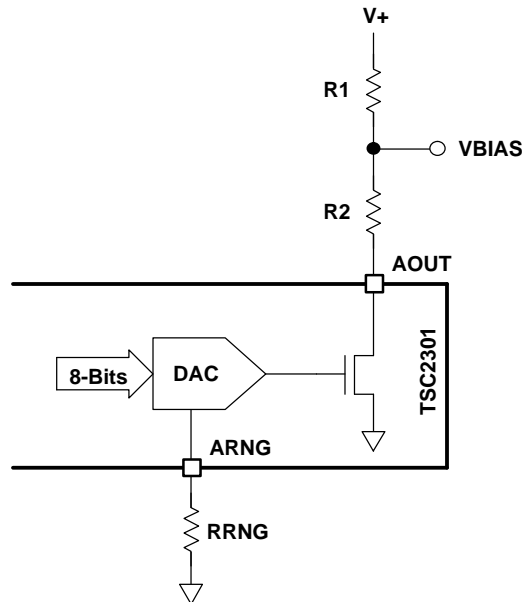 V+
R1
VBIAS
R2
AOUT
TSC2301
8-Bits
DAC
ARNG
RRNG